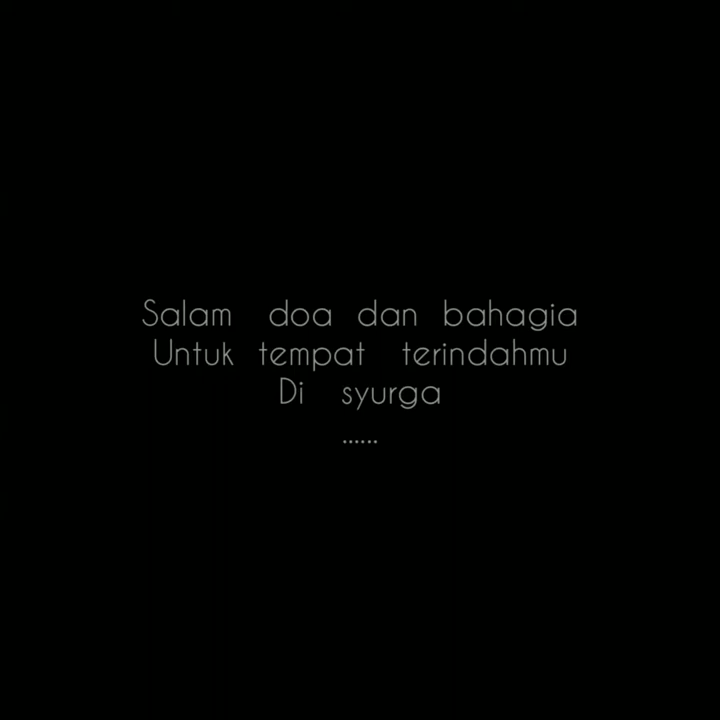 Salam doa dan bahagia
Untuk tempat terindahmu
Di syurga
......